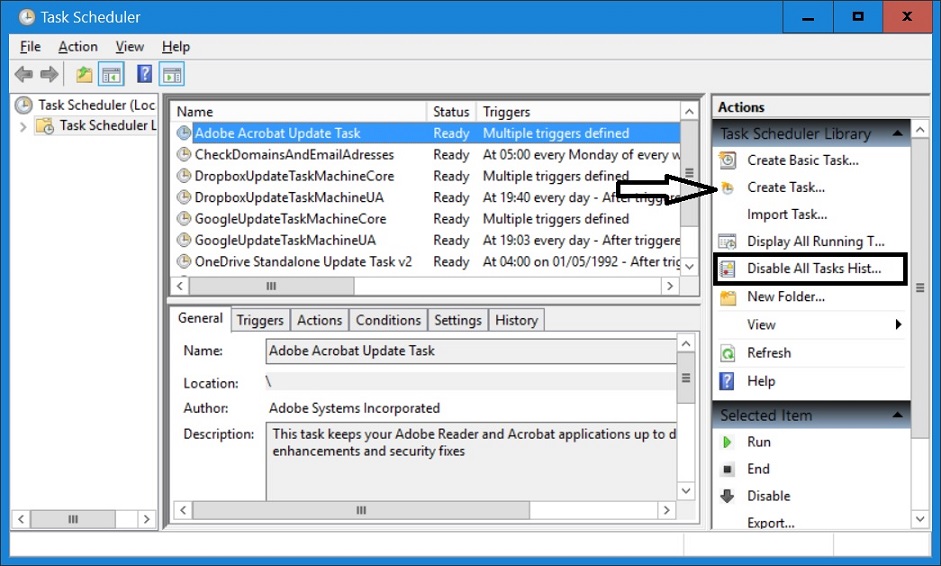 Task Scheduler
File Action View Help
Task Scheduler (Loc
Task Scheduler L
Name Status Triggers
Adobe Acrobat Update Task Ready Multiple triggers defined
CheckDomainsAndEmailAdresses Ready At 05:00 every Monday of every w
DropboxUpdateTaskMachineCore Ready Multiple triggers defined
DropboxUpdateTaskMachineUA Ready At 19:40 every day - After triggere
GoogleUpdateTaskMachineCore Ready Multiple triggers defined
GoogleUpdateTaskMachineUA Ready At 19:03 every day - After triggere
OneDrive Standalone Update Task v2 Ready At 04:00 on 01/05/1992 - After trig
General Triggers Actions Conditions Settings History
Name: Adobe Acrobat Update Task
Location: \
Author: Adobe Systems Incorporated
Description: This task keeps your Adobe Reader and Acrobat applications up to d
enhancements and security fixes
Actions
Task Scheduler Library
Create Basic Task...
Create Task...
Import Task...
Display All Running T...
Disable All Tasks Hist...
New Folder...
View
Refresh
Help
Selected Item
Run
End
Disable
Export...